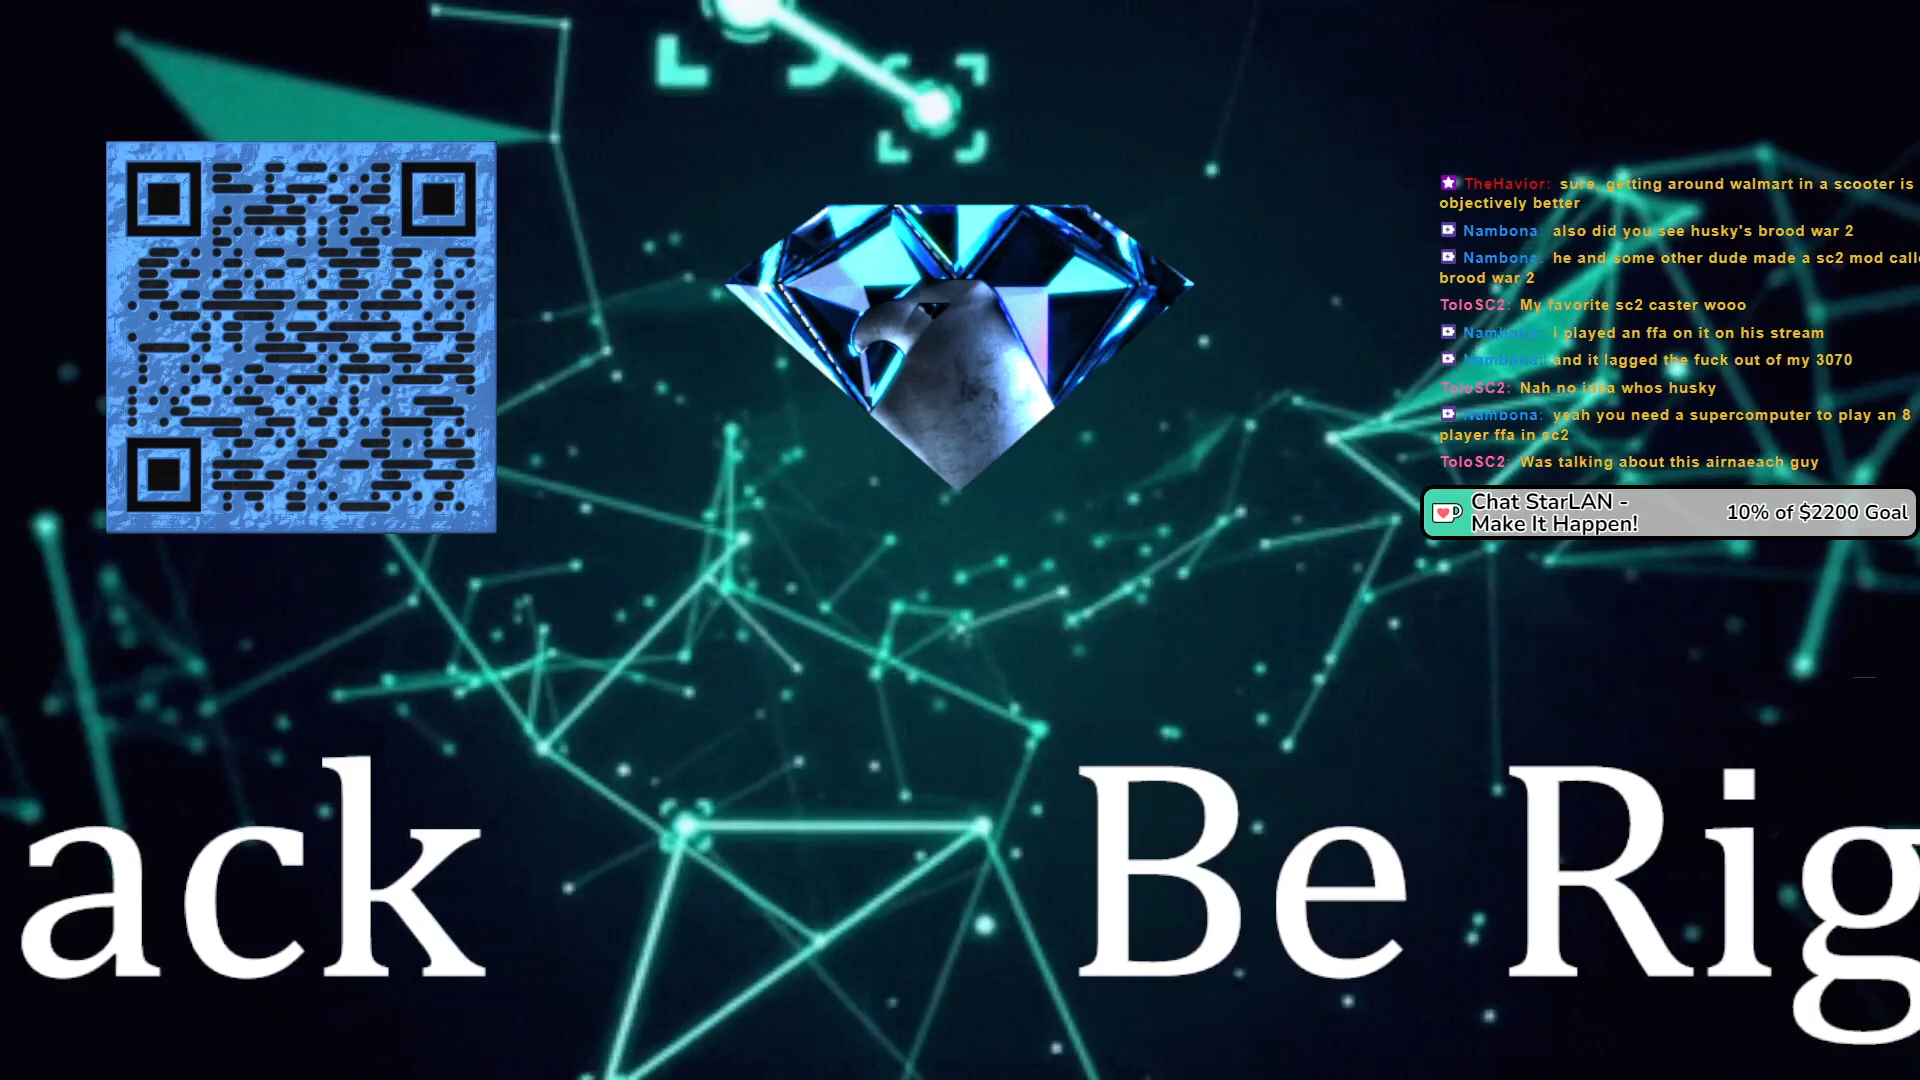 TheHavior: sure, getting around walmart in a scooter is
objectively better
Nambona: also did you see husky's brood war 2
Nambona: he and some other dude made a sc2 mod calle
brood war 2
ToloSC2: My favorite sc2 caster wooo
Nambona: i played an ffa on it on his stream
Nambona: and it lagged the fuck out of my 3070
ToloSC2: Nah no idea whos husky
Nambona: yeah you need a supercomputer to play an 8
player ffa in sc2
ToloSC2: Was talking about this airnaeach guy
Chat StarLAN -
Make It Happen!
10% of $2200 Goal
ack Be Rig